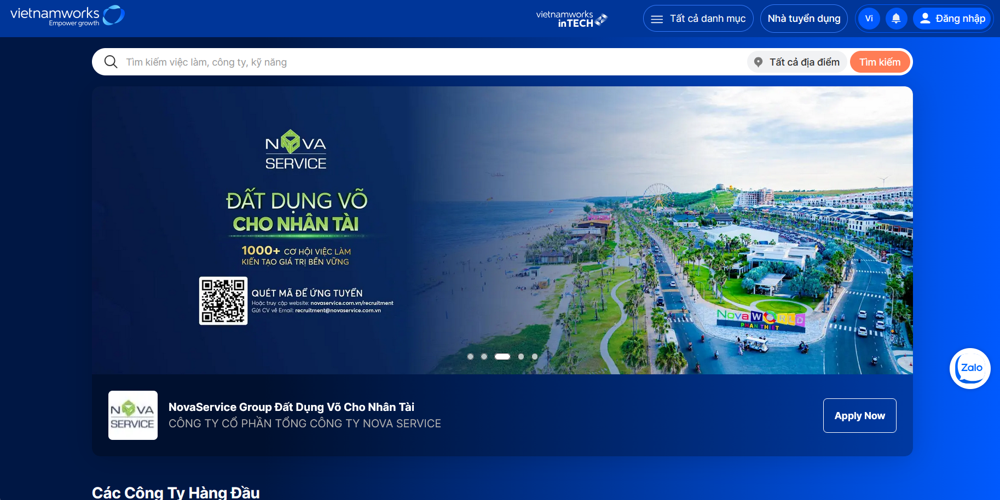 vietnamworks
Empower growth
vietnamworks
inTECH
Tất cả danh mục
Nhà tuyển dụng
Vi
Đăng nhập
Tìm kiếm việc làm, công ty, kỹ năng
Tất cả địa điểm
Tìm kiếm
NOVA
SERVICE
ĐẤT DỤNG VÕ
CHO NHÂN TÀI
1000+ CƠ HỘI VIỆC LÀM
KIẾN TẠO GIÁ TRỊ BỀN VỮNG
QUÉT MÃ ĐỂ ỨNG TUYỂN
Hoặc truy cập website: novaservice.com.vn/recruitment
Gửi CV về Email: recruitment@novaservice.com.vn
NovaWORLD
PHAN THIET
Zalo
NOVA
SERVICE
NovaService Group Đất Dụng Võ Cho Nhân Tài
CÔNG TY CỔ PHẦN TỔNG CÔNG TY NOVA SERVICE
Apply Now
Các Công Ty Hàng Đầu